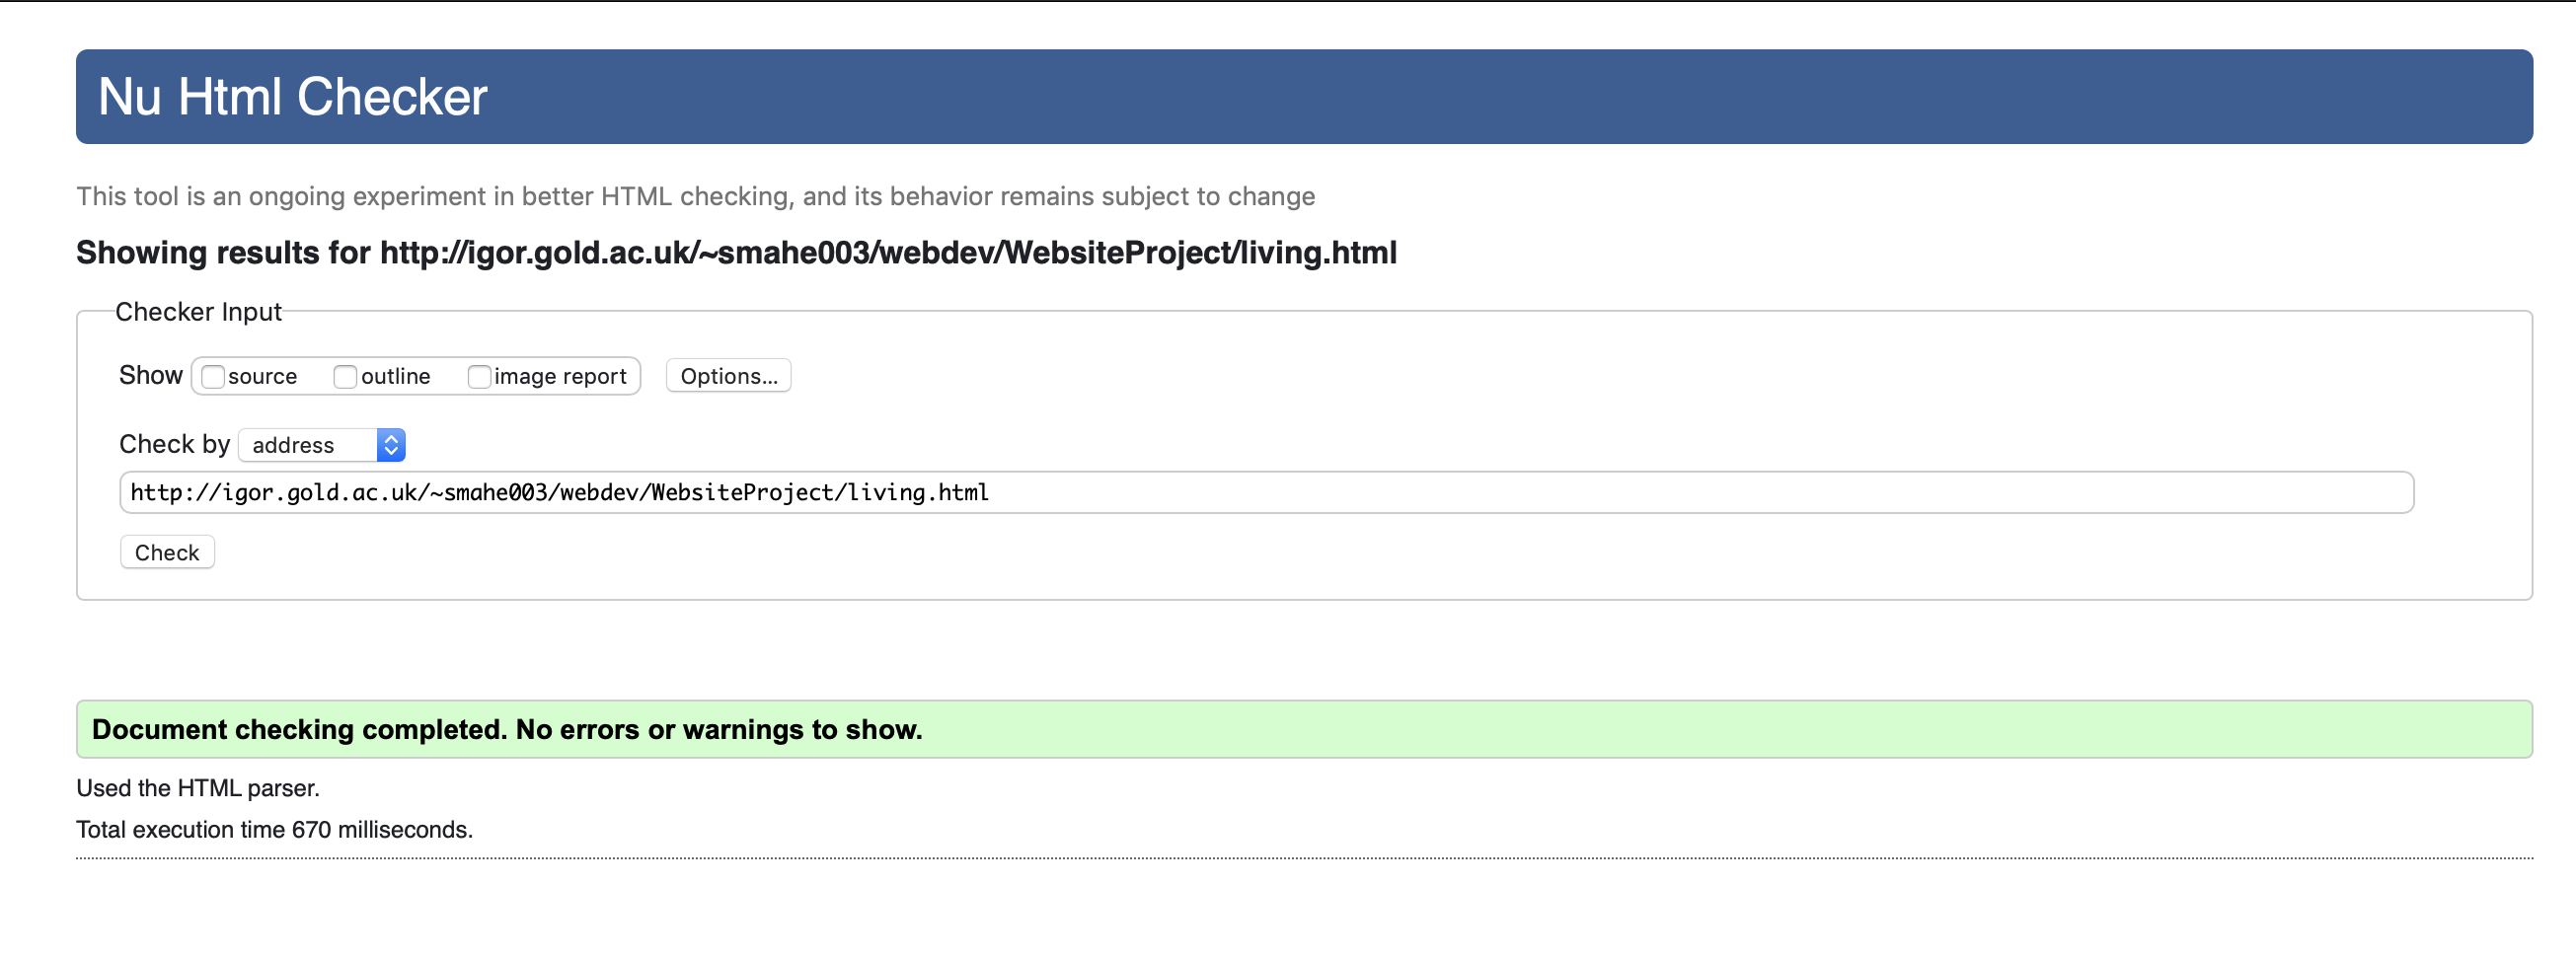 Nu Html Checker
This tool is an ongoing experiment in better HTML checking, and its behavior remains subject to change
Showing results for http://igor.gold.ac.uk/~smahe003/webdev/WebsiteProject/living.html
Checker Input
Show source outline image report Options...
Check by address
http://igor.gold.ac.uk/~smahe003/webdev/WebsiteProject/living.html
Check
Document checking completed. No errors or warnings to show.
Used the HTML parser.
Total execution time 670 milliseconds.